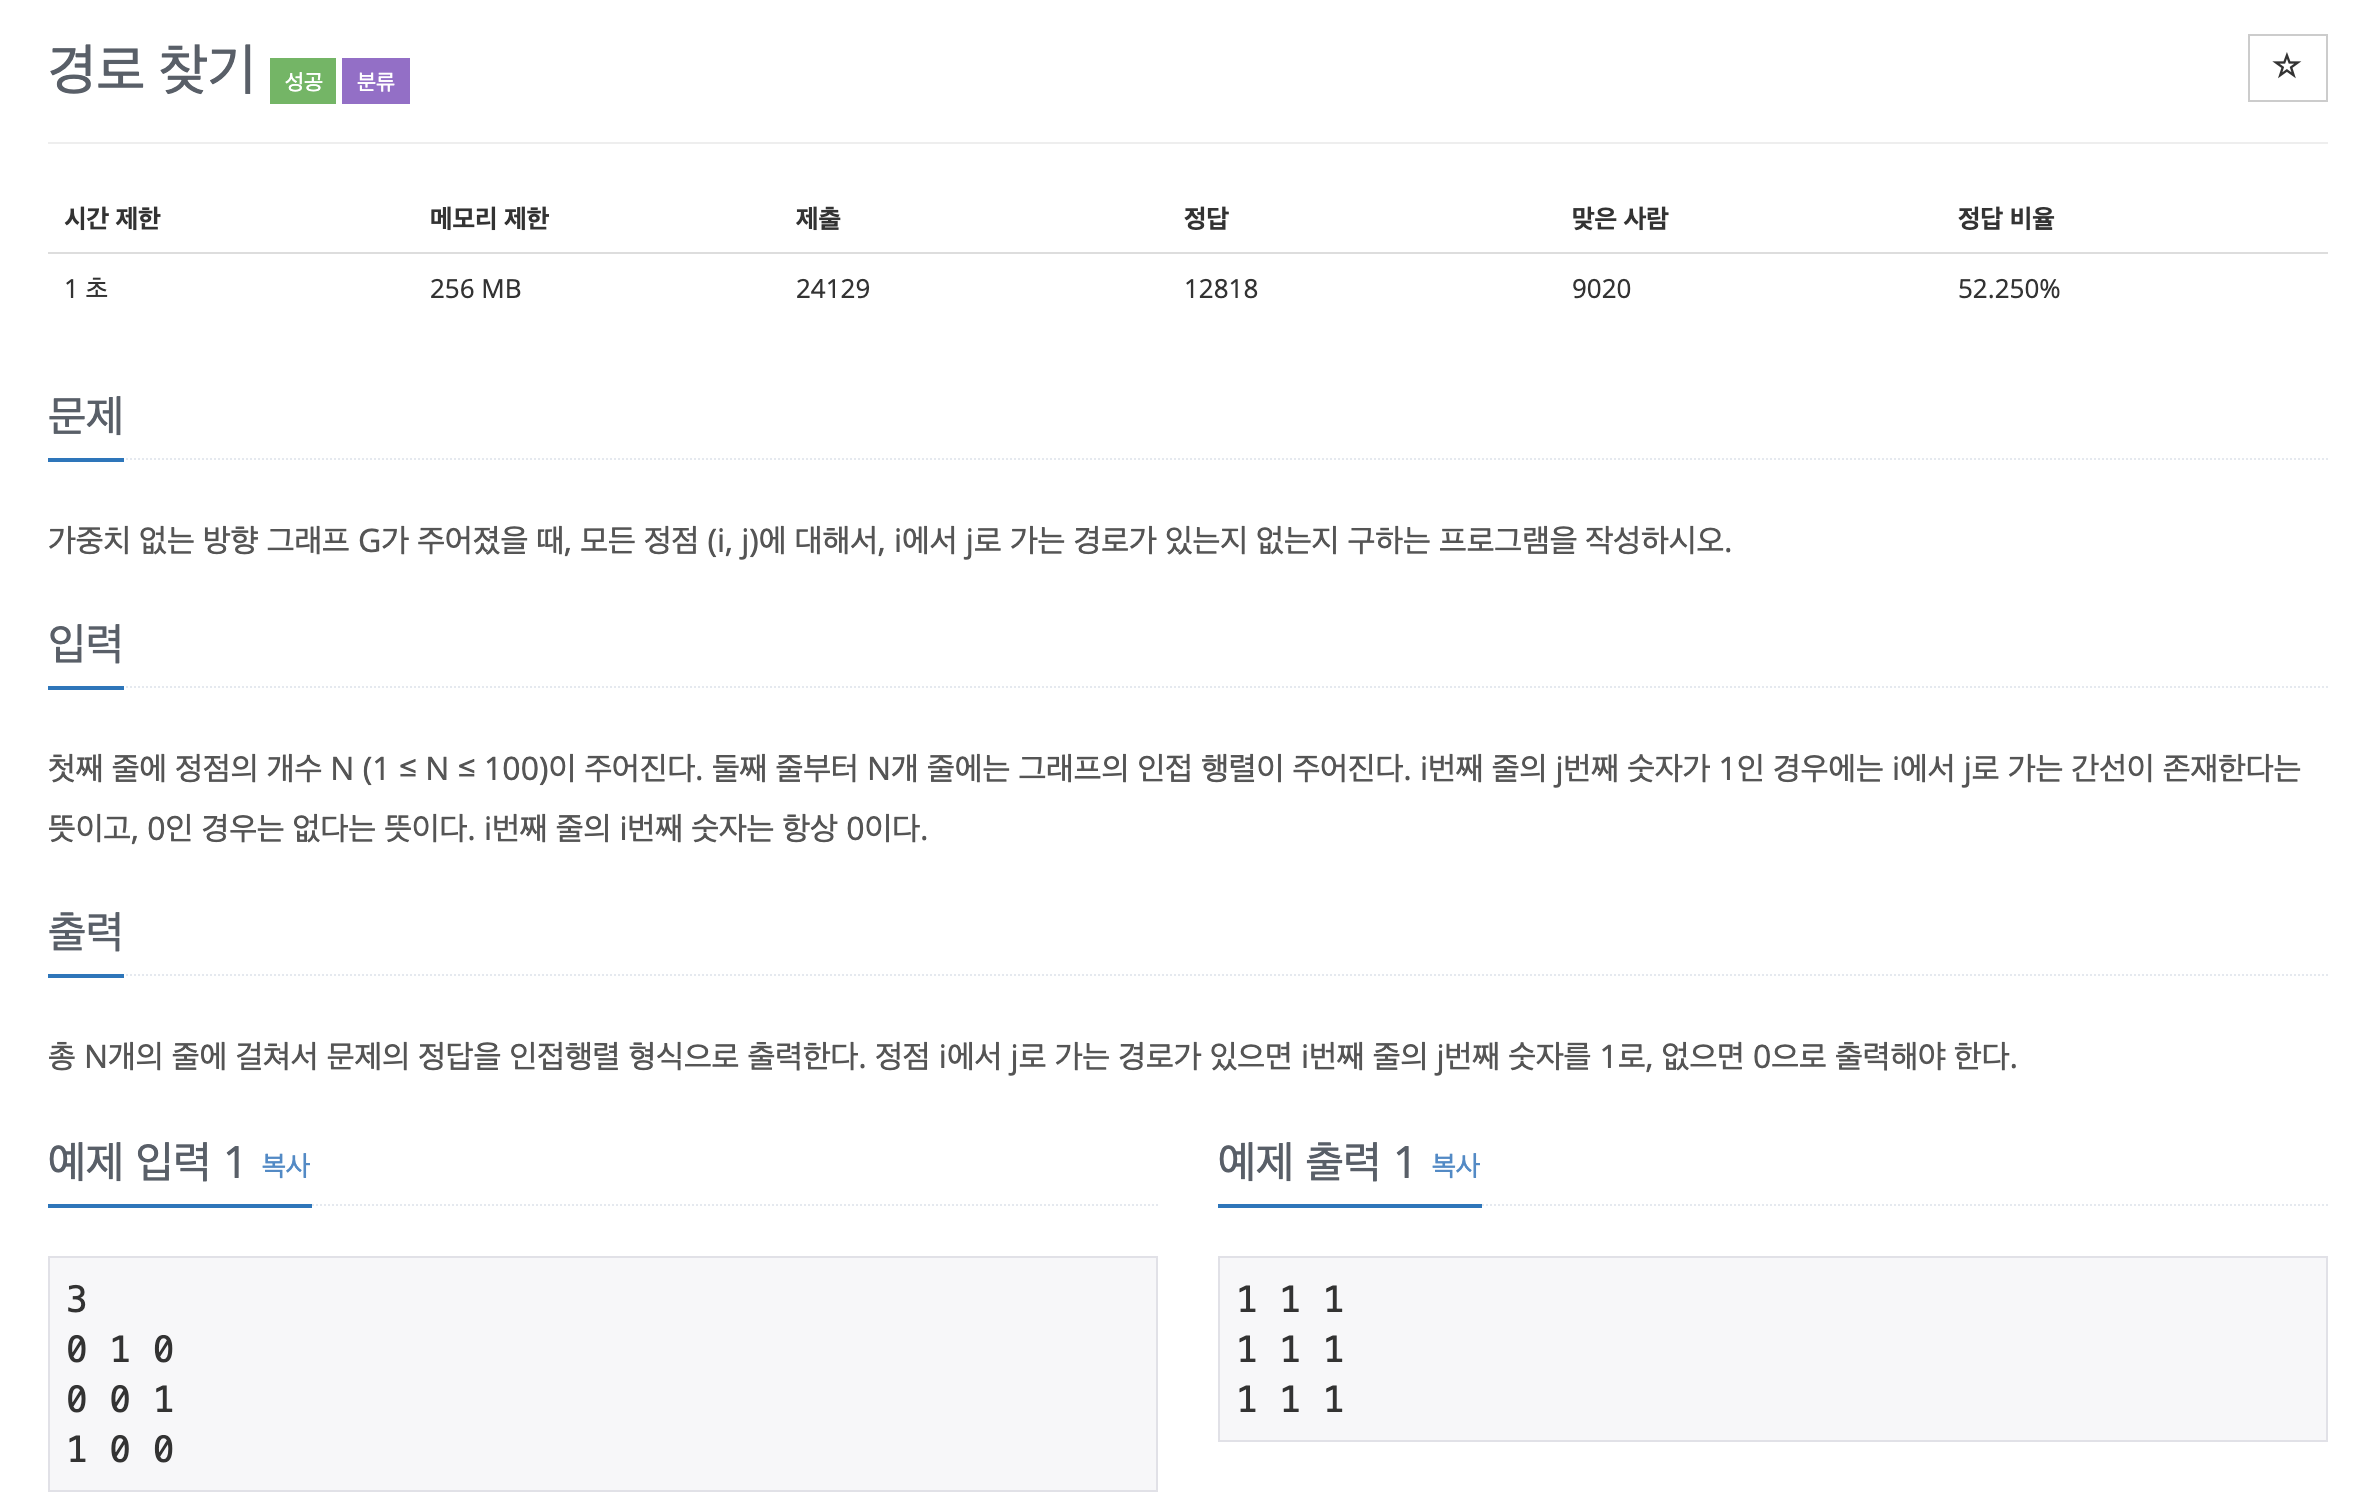 경로 찾기 성공 분류
시간 제한 메모리 제한 제출 정답 맞은 사람 정답 비율
1 초 256 MB 24129 12818 9020 52.250%
문제
가중치 없는 방향 그래프 G가 주어졌을 때, 모든 정점 (i, j)에 대해서, i에서 j로 가는 경로가 있는지 없는지 구하는 프로그램을 작성하시오.
입력
첫째 줄에 정점의 개수 N (1 ≤ N ≤ 100)이 주어진다. 둘째 줄부터 N개 줄에는 그래프의 인접 행렬이 주어진다. i번째 줄의 j번째 숫자가 1인 경우에는 i에서 j로 가는 간선이 존재한다는
뜻이고, 0인 경우는 없다는 뜻이다. i번째 줄의 i번째 숫자는 항상 0이다.
출력
총 N개의 줄에 걸쳐서 문제의 정답을 인접행렬 형식으로 출력한다. 정점 i에서 j로 가는 경로가 있으면 i번째 줄의 j번째 숫자를 1로, 없으면 0으로 출력해야 한다.
예제 입력 1 복사
3
0 1 0
0 0 1
1 0 0
예제 출력 1 복사
1 1 1
1 1 1
1 1 1